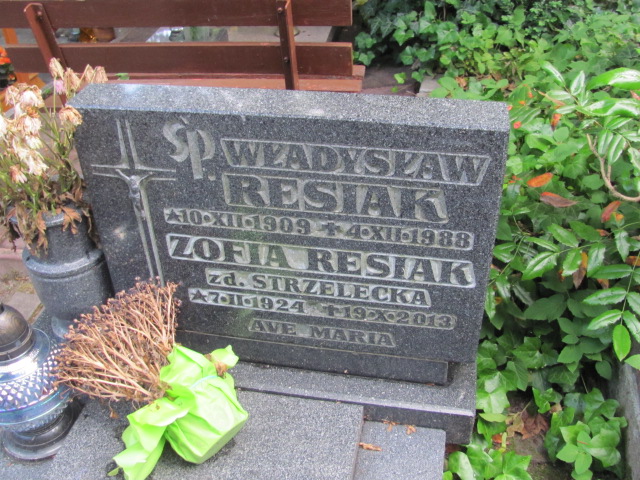 ŚP. WŁADYSŁAW
RESIAK
★10·XII·1909 ✝4·XII·1988
ZOFIA RESIAK
zd. STRZELECKA
★7·II·1924 ✝19·X·2013
AVE MARIA